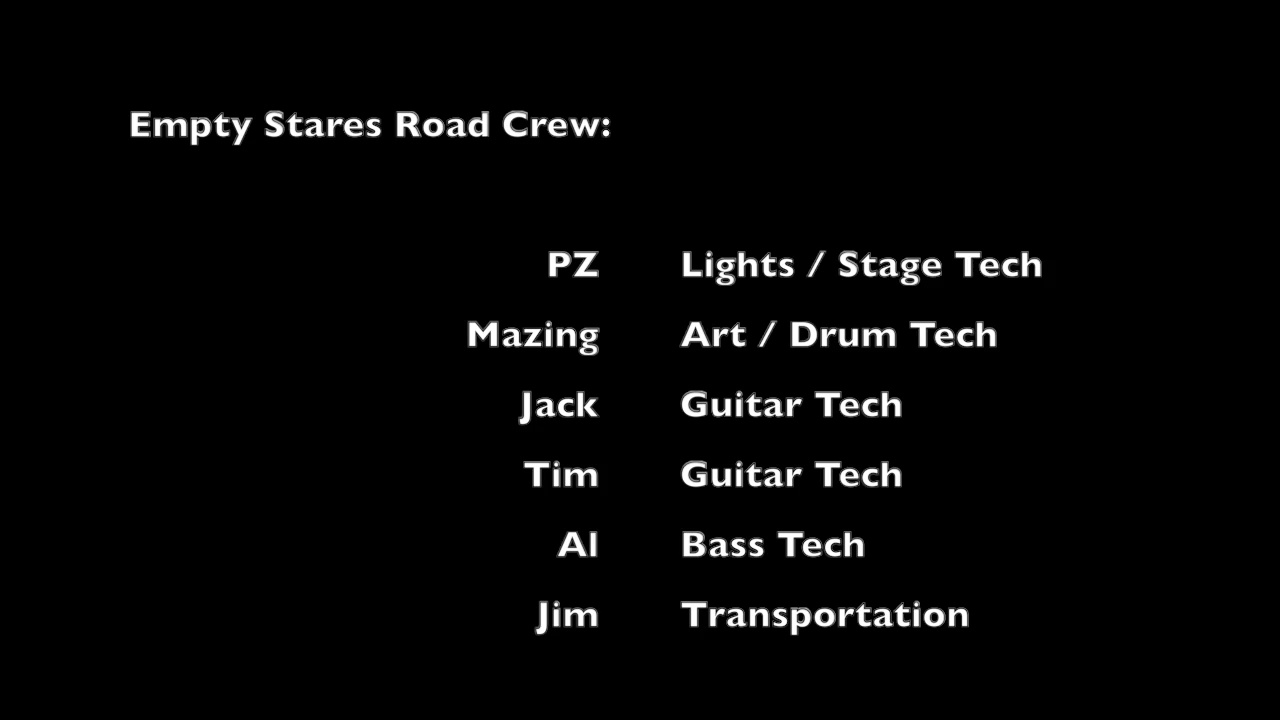 Empty Stares Road Crew:
PZ Lights / Stage Tech
Mazing Art / Drum Tech
Jack Guitar Tech
Tim Guitar Tech
Al Bass Tech
Jim Transportation